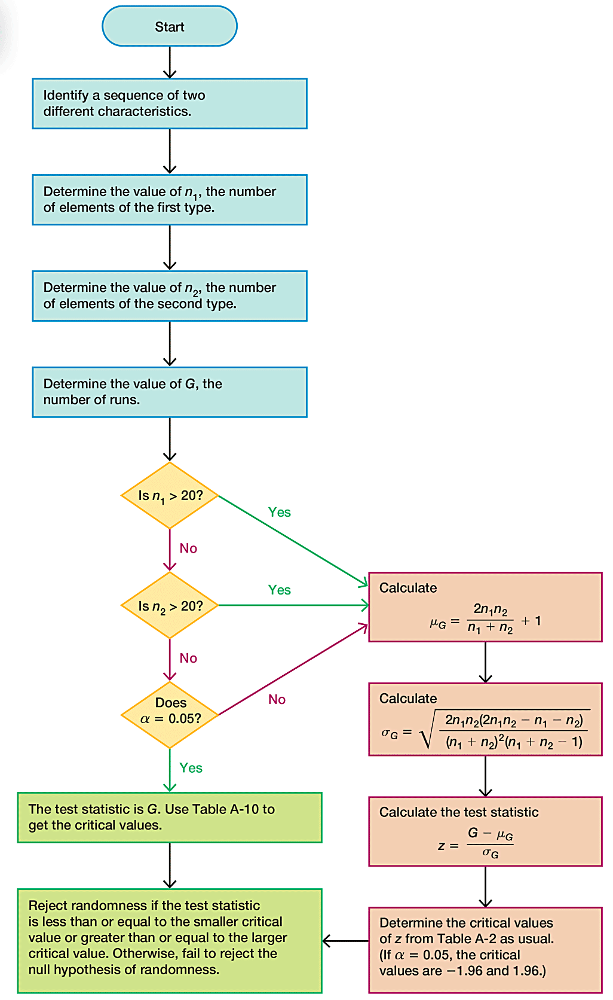 Start
Identify a sequence of two
different characteristics.
Determine the value of n₁, the number
of elements of the first type.
Determine the value of n₂, the number
of elements of the second type.
Determine the value of G, the
number of runs.
Is n₁ > 20?
Yes
No
Is n₂ > 20?
Yes
No
Does
α = 0.05?
No
Yes
The test statistic is G. Use Table A-10 to
get the critical values.
Reject randomness if the test statistic
is less than or equal to the smaller critical
value or greater than or equal to the larger
critical value. Otherwise, fail to reject the
null hypothesis of randomness.
Calculate
μG = 2n₁n₂ / (n₁ + n₂) + 1
Calculate
σG = √(2n₁n₂(2n₁n₂ − n₁ − n₂) / (n₁ + n₂)²(n₁ + n₂ − 1))
Calculate the test statistic
z = (G − μG) / σG
Determine the critical values
of z from Table A-2 as usual.
(If α = 0.05, the critical
values are −1.96 and 1.96.)